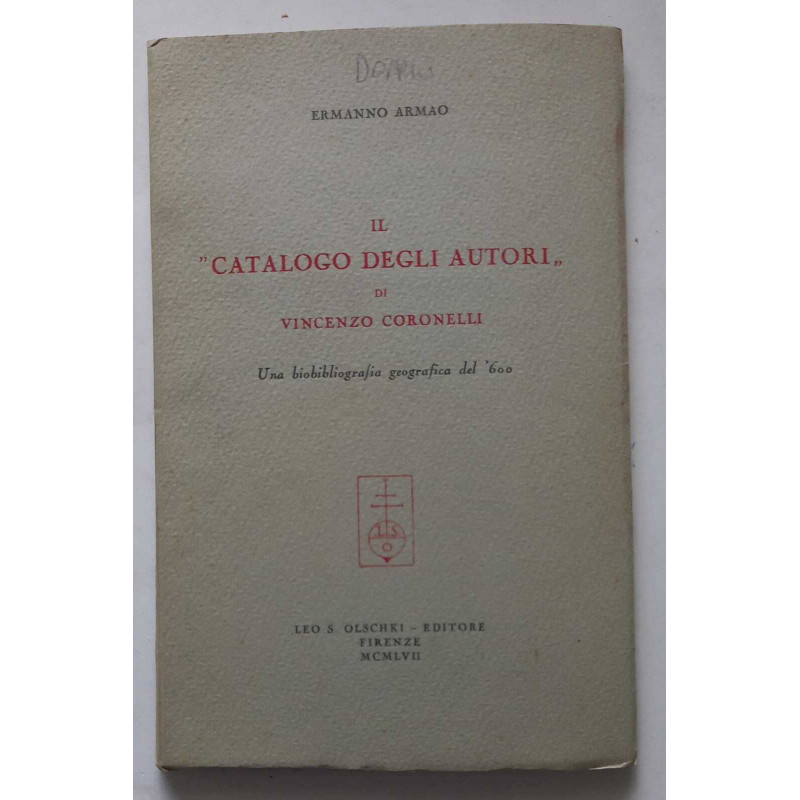 ERMANNO ARMAO
IL
"CATALOGO DEGLI AUTORI„
DI
VINCENZO CORONELLI
Una biobibliografia geografica del '600
L S
O
LEO S. OLSCHKI - EDITORE
FIRENZE
MCMLVII